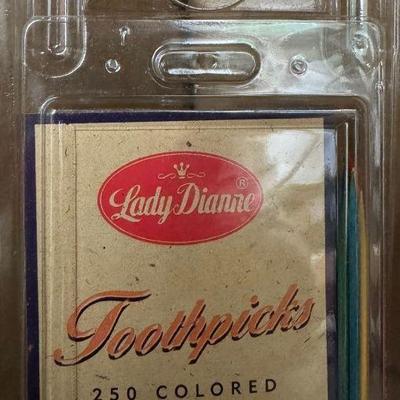 Lady Dianne ®
Toothpicks
250 COLORED